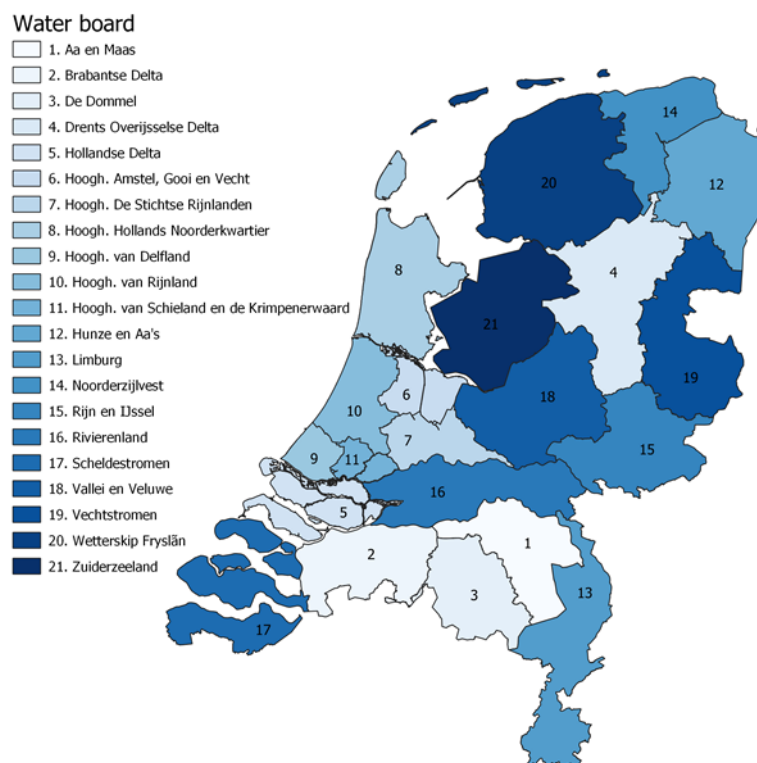 Water board
1. Aa en Maas
2. Brabantse Delta
3. De Dommel
4. Drents Overijsselse Delta
5. Hollandse Delta
6. Hoogh. Amstel, Gooi en Vecht
7. Hoogh. De Stichtse Rijnlanden
8. Hoogh. Hollands Noorderkwartier
9. Hoogh. van Delfland
10. Hoogh. van Rijnland
11. Hoogh. van Schieland en de Krimpenerwaard
12. Hunze en Aa's
13. Limburg
14. Noorderzijlvest
15. Rijn en IJssel
16. Rivierenland
17. Scheldestromen
18. Vallei en Veluwe
19. Vechtstromen
20. Wetterskip Fryslãn
21. Zuiderzeeland
14
20
12
8
4
21
19
6
18
10
7
9
11
15
16
5
1
2
3
13
17